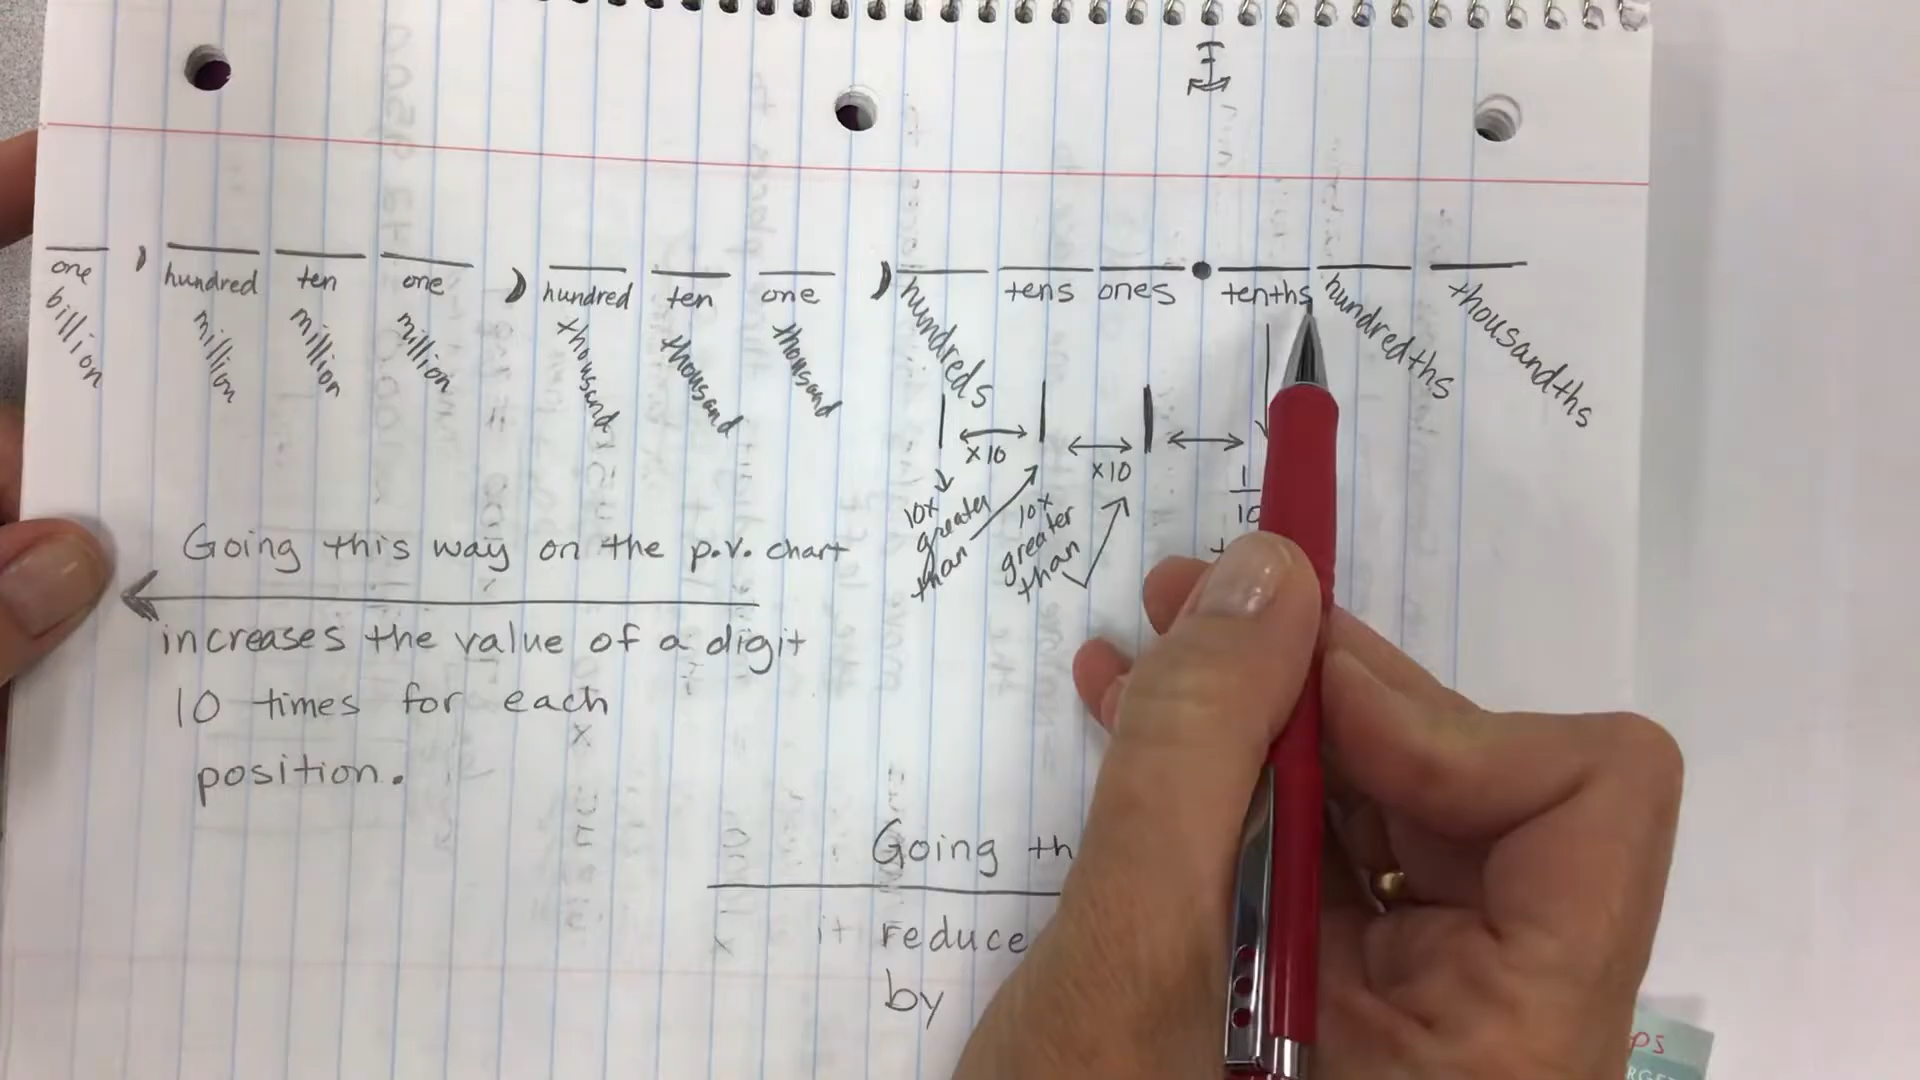 one billion , hundred million ten million one million , hundred thousand ten thousand one thousand , hundreds tens ones . tenths hundredths thousandths
x10 x10
10x greater than
10x greater than
1
10
Going this way on the p.v. chart
increases the value of a digit
10 times for each
position.
Going th
it reduce
by